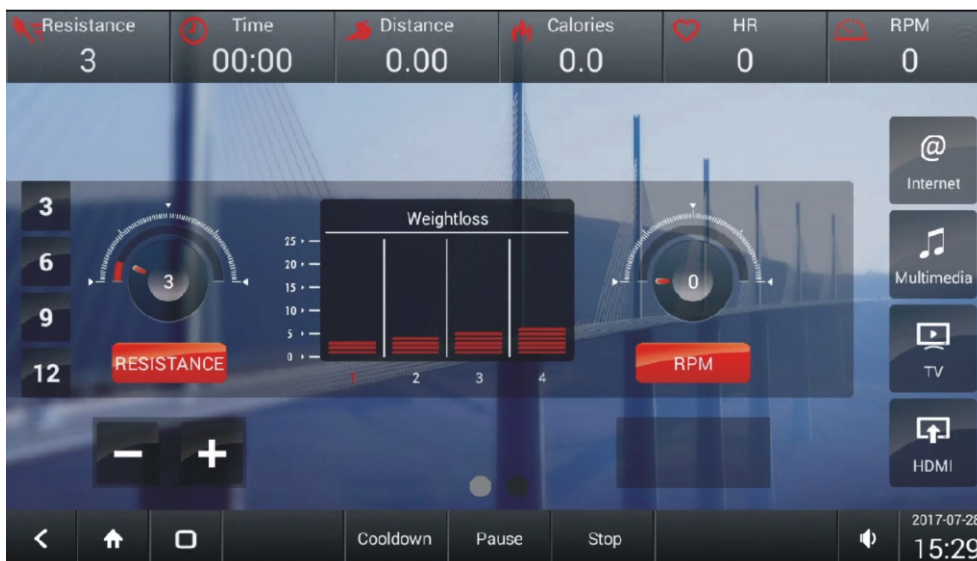 Resistance Time Distance Calories HR RPM
3 00:00 0.00 0.0 0 0
@
Internet
Multimedia
TV
HDMI
3
6
9
12
3
RESISTANCE
Weightloss
25
20
15
10
5
0
1 2 3 4
0
RPM
Cooldown Pause Stop
2017-07-28
15:29